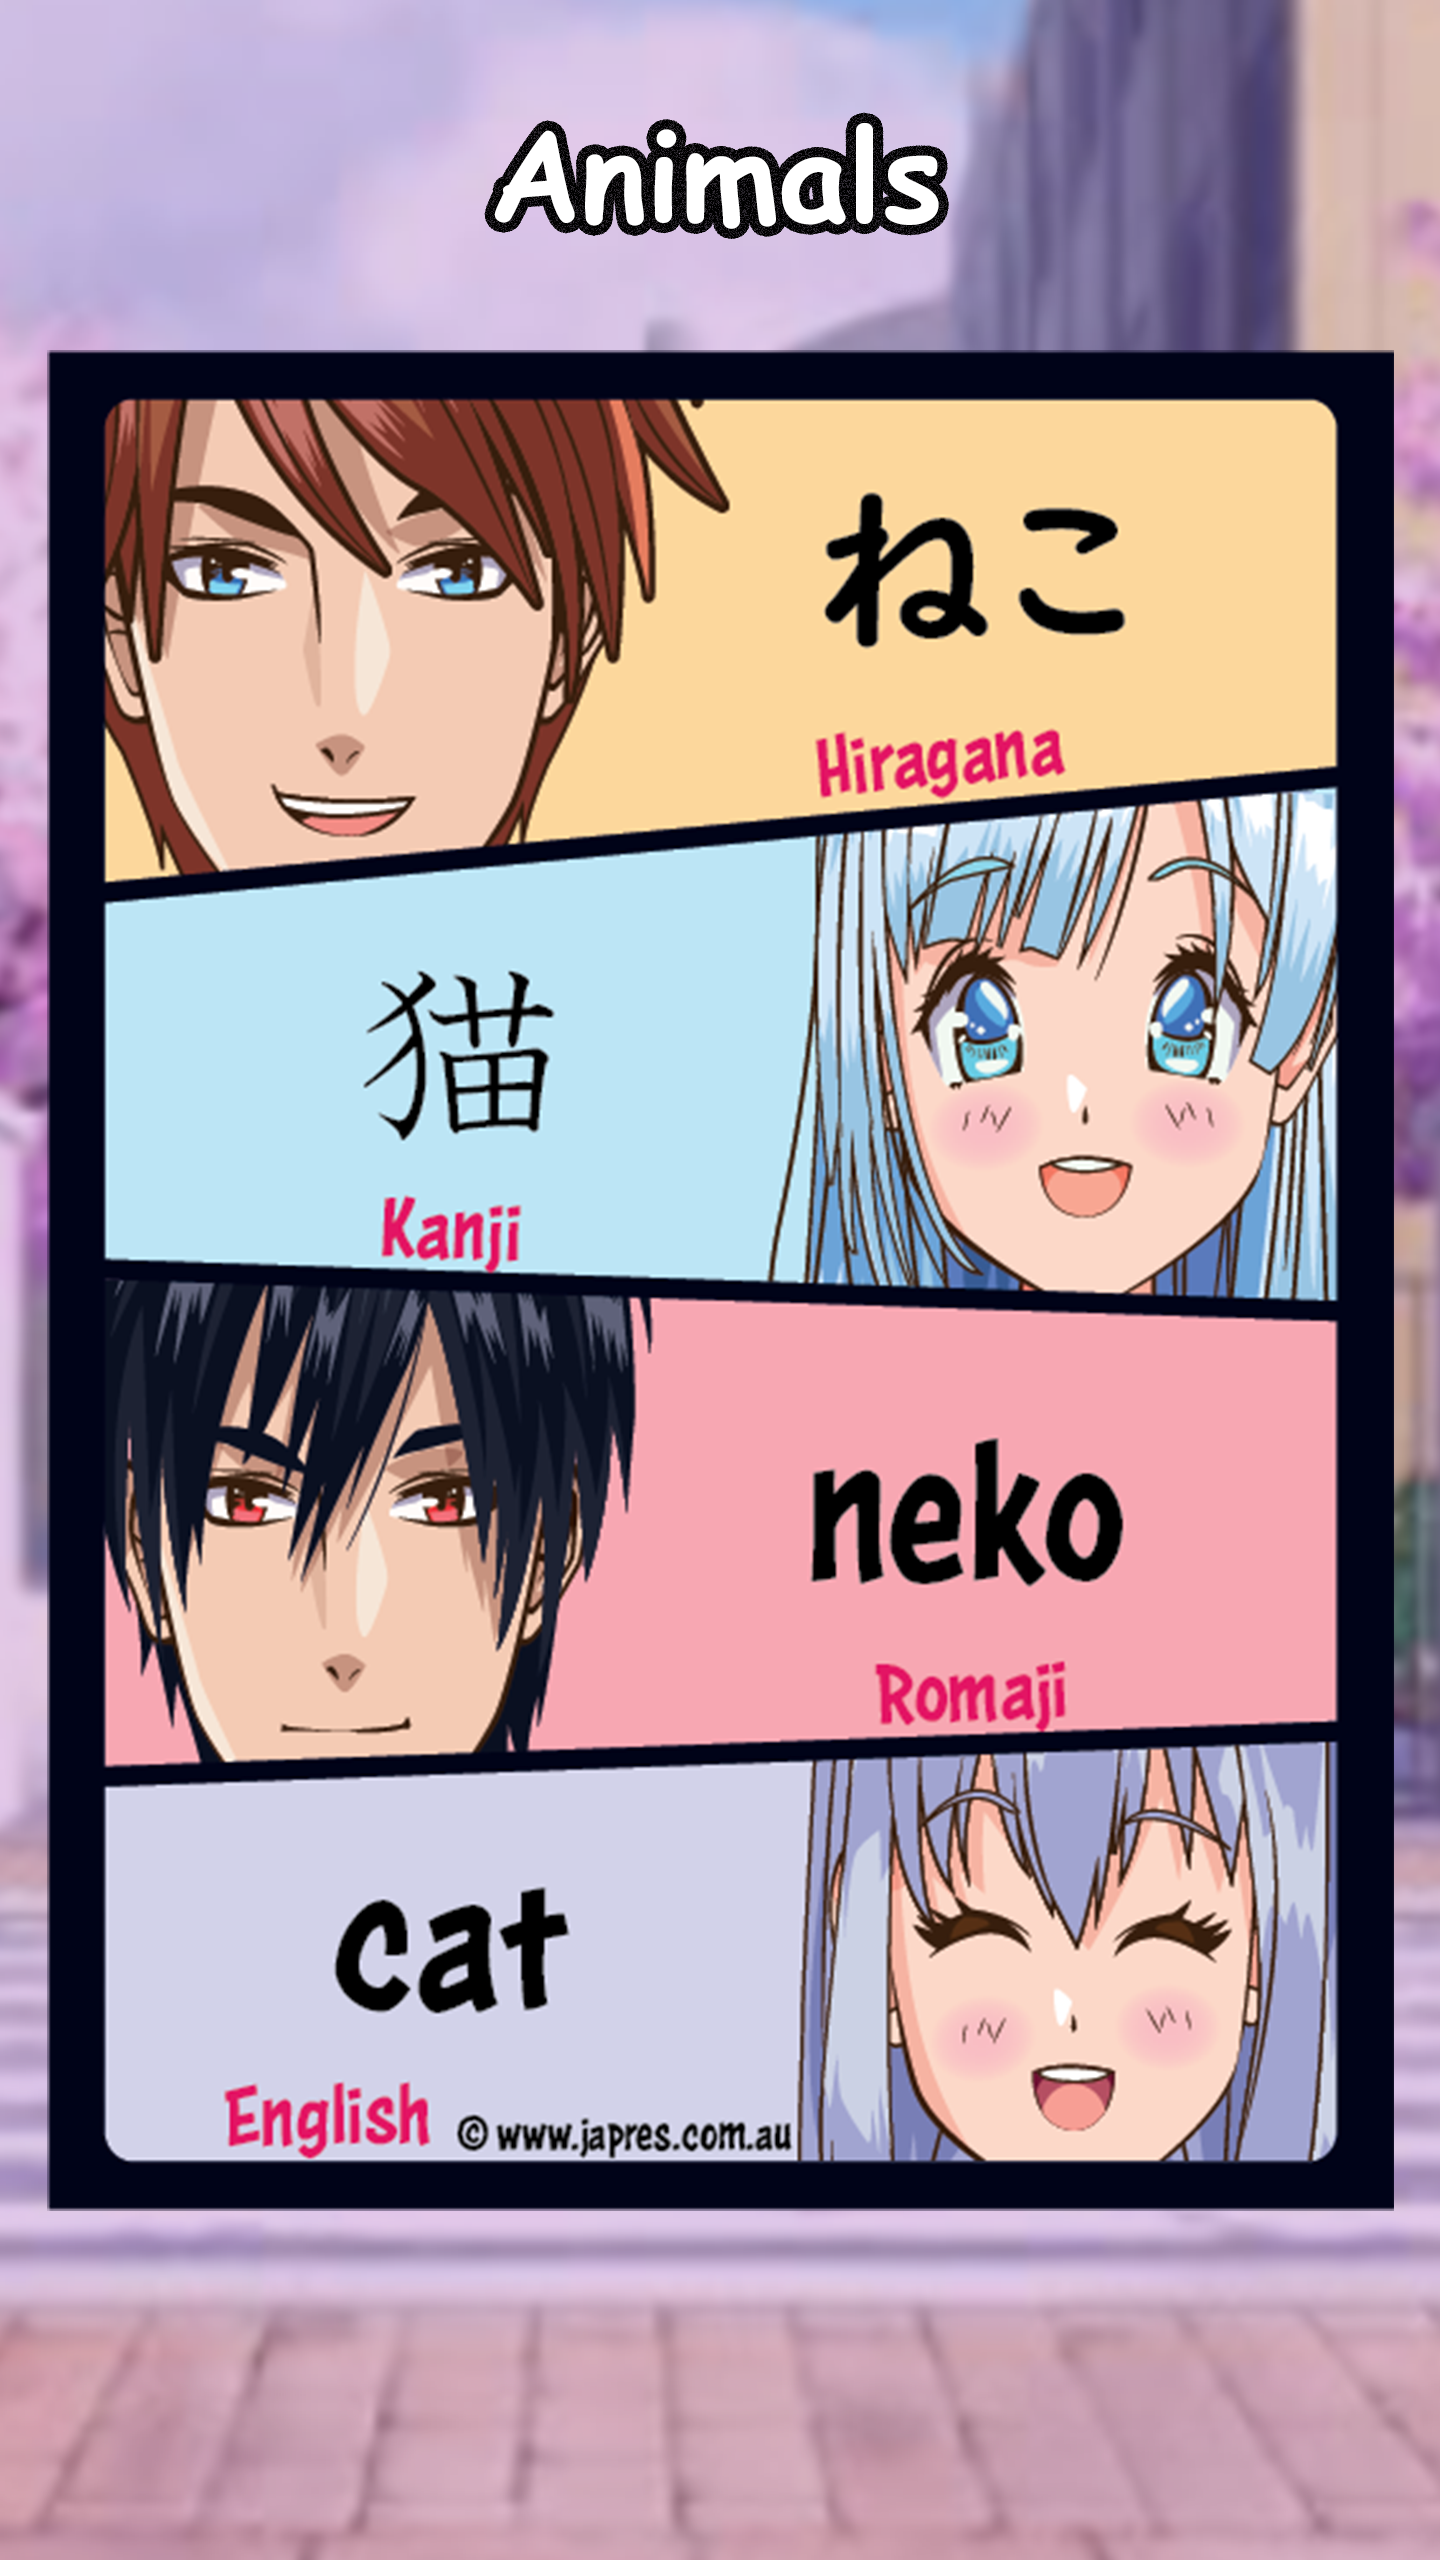 Animals
ねこ
Hiragana
猫
Kanji
neko
Romaji
cat
English
© www.japres.com.au